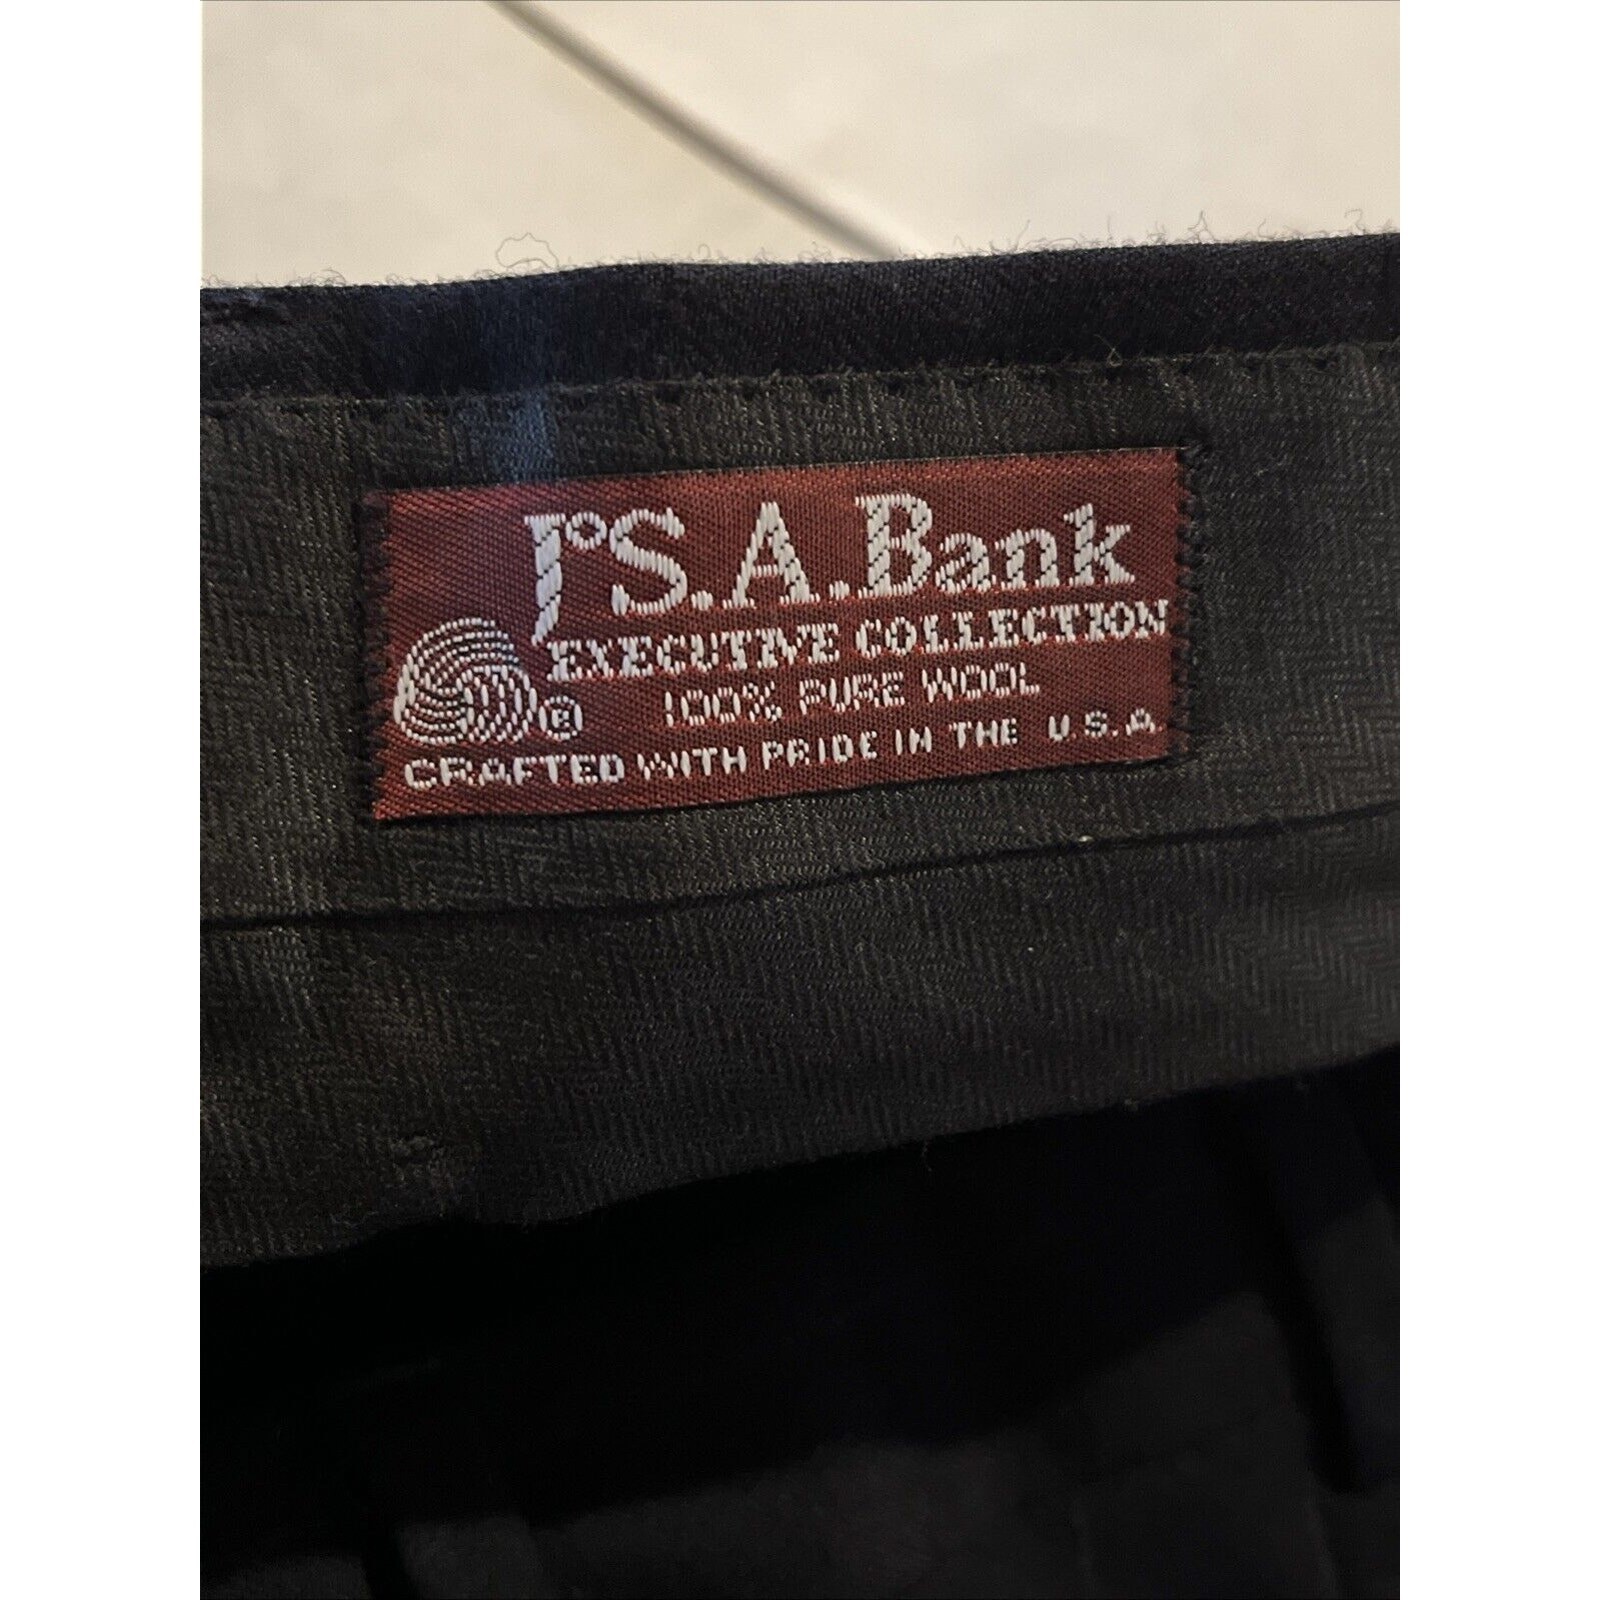 JoS.A.Bank
EXECUTIVE COLLECTION
100% PURE WOOL
®
CRAFTED WITH PRIDE IN THE U.S.A.